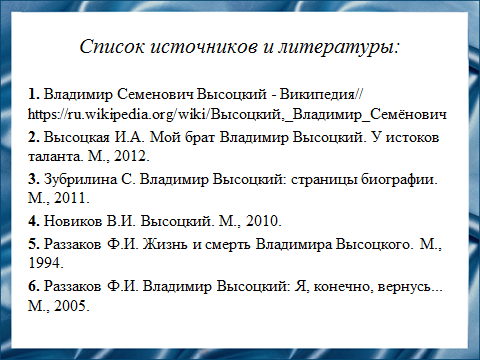 Список источников и литературы:
1. Владимир Семенович Высоцкий - Википедия//
https://ru.wikipedia.org/wiki/Высоцкий,_Владимир_Семёнович
2. Высоцкая И.А. Мой брат Владимир Высоцкий. У истоков
таланта. М., 2012.
3. Зубрилина С. Владимир Высоцкий: страницы биографии.
М., 2011.
4. Новиков В.И. Высоцкий. М., 2010.
5. Раззаков Ф.И. Жизнь и смерть Владимира Высоцкого. М.,
1994.
6. Раззаков Ф.И. Владимир Высоцкий: Я, конечно, вернусь...
М., 2005.